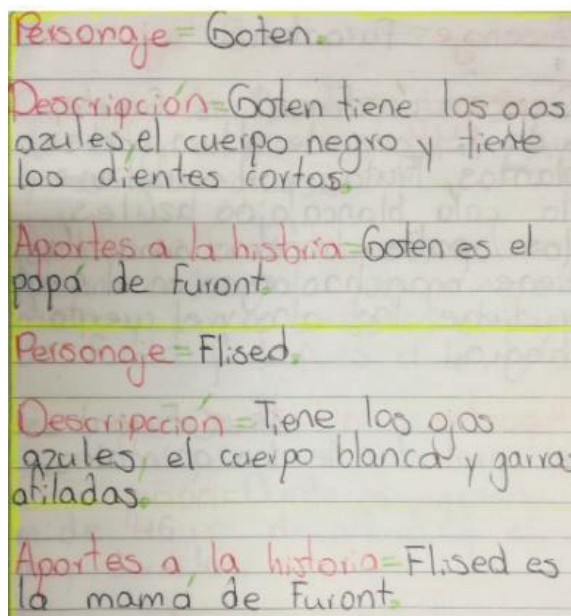 Personaje = Goten.
Descripción = Goten tiene los ojos
azules, el cuerpo negro y tiene
los dientes cortos.
Aportes a la historia = Goten es el
papá de Furont.
Personaje = Flised.
Descripcción = Tiene los ojos
azules, el cuerpo blanco y garras
afiladas.
Aportes a la historia = Flised es
la mamá de Furont.